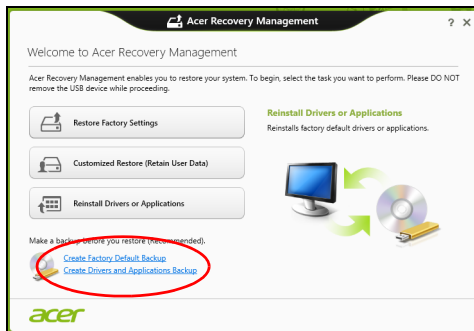 Acer Recovery Management
? X
Welcome to Acer Recovery Management
Acer Recovery Management enables you to restore your system. To begin, select the task you want to perform. Please DO NOT
remove the USB device while proceeding.
Restore Factory Settings
Customized Restore (Retain User Data)
Reinstall Drivers or Applications
Reinstall Drivers or Applications
Reinstalls factory default drivers or applications.
Make a backup before you restore (Recommended).
Create Factory Default Backup
Create Drivers and Applications Backup
acer